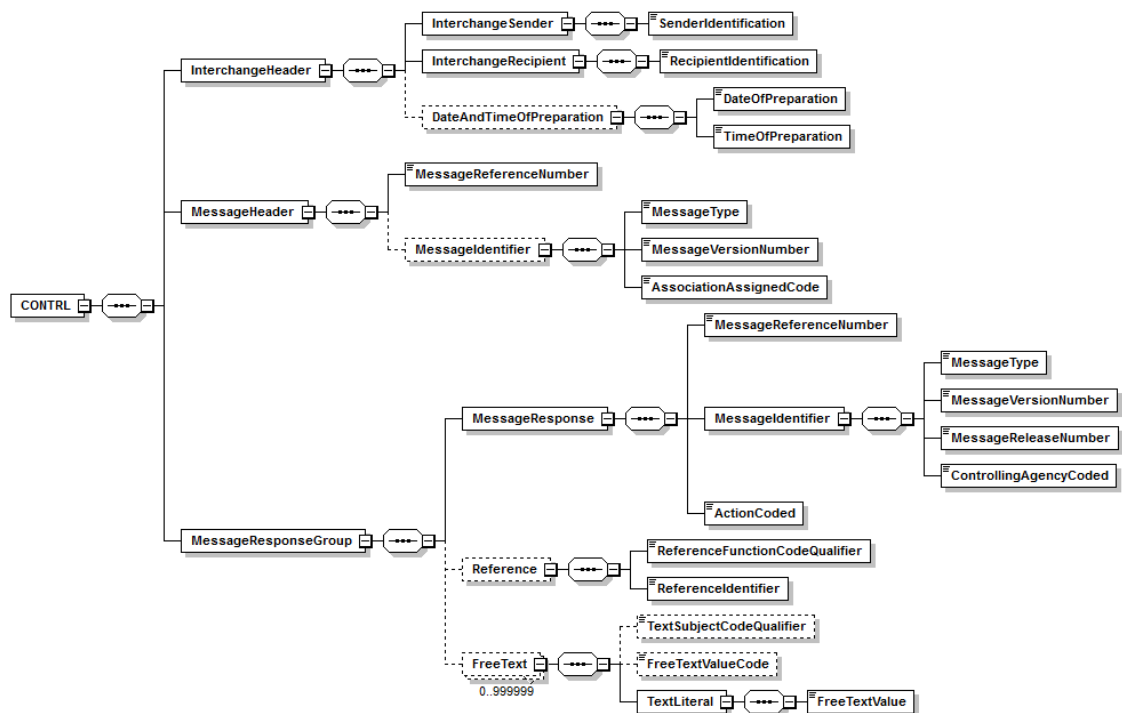 InterchangeSender
SenderIdentification
InterchangeHeader
InterchangeRecipient
RecipientIdentification
DateAndTimeOfPreparation
DateOfPreparation
TimeOfPreparation
MessageReferenceNumber
MessageHeader
MessageType
MessageIdentifier
MessageVersionNumber
AssociationAssignedCode
CONTRL
MessageReferenceNumber
MessageType
MessageResponse
MessageIdentifier
MessageVersionNumber
MessageReleaseNumber
ControllingAgencyCoded
ActionCoded
MessageResponseGroup
ReferenceFunctionCodeQualifier
Reference
ReferenceIdentifier
TextSubjectCodeQualifier
FreeText
FreeTextValueCode
0..999999
TextLiteral
FreeTextValue